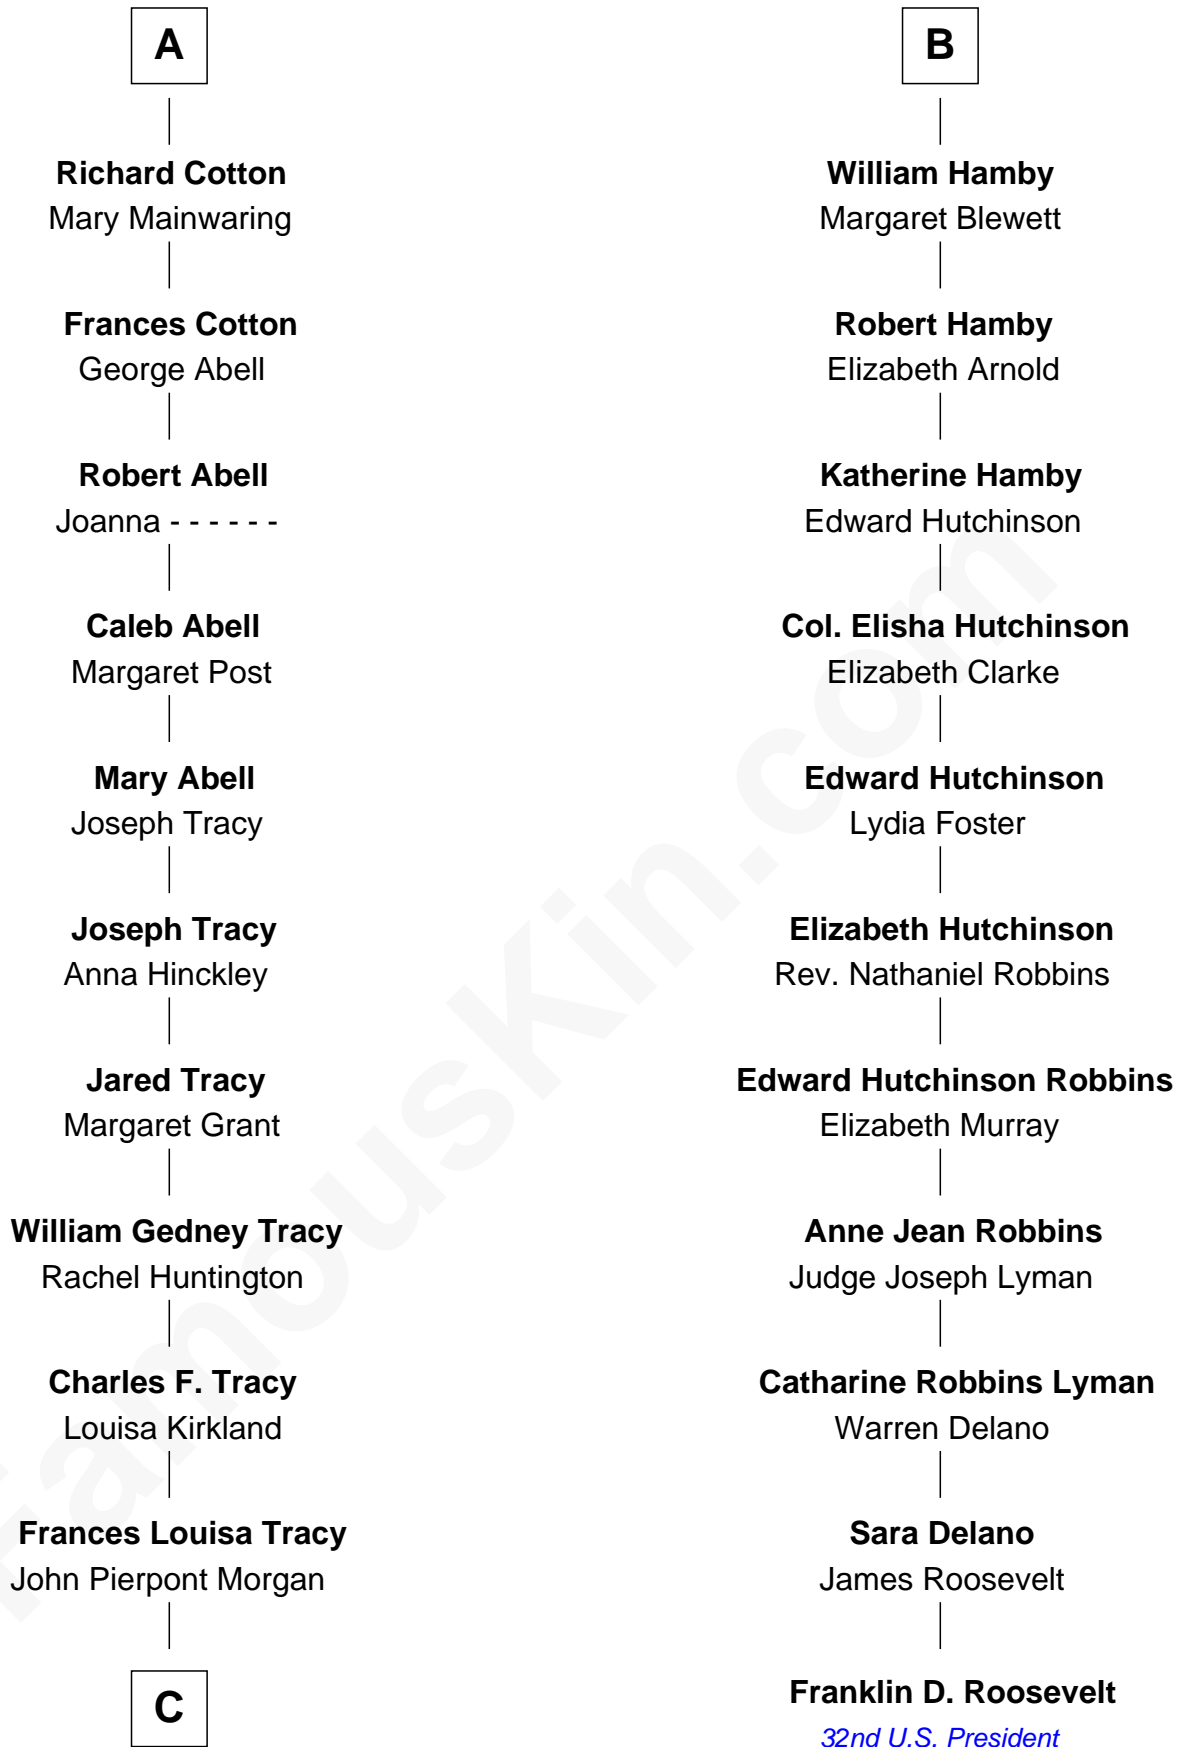 A
Richard Cotton
Mary Mainwaring
Frances Cotton
George Abell
Robert Abell
Joanna - - - - - -
Caleb Abell
Margaret Post
Mary Abell
Joseph Tracy
Joseph Tracy
Anna Hinckley
Jared Tracy
Margaret Grant
William Gedney Tracy
Rachel Huntington
Charles F. Tracy
Louisa Kirkland
Frances Louisa Tracy
John Pierpont Morgan
C
B
William Hamby
Margaret Blewett
Robert Hamby
Elizabeth Arnold
Katherine Hamby
Edward Hutchinson
Col. Elisha Hutchinson
Elizabeth Clarke
Edward Hutchinson
Lydia Foster
Elizabeth Hutchinson
Rev. Nathaniel Robbins
Edward Hutchinson Robbins
Elizabeth Murray
Anne Jean Robbins
Judge Joseph Lyman
Catharine Robbins Lyman
Warren Delano
Sara Delano
James Roosevelt
Franklin D. Roosevelt
32nd U.S. President
FamousKin.com